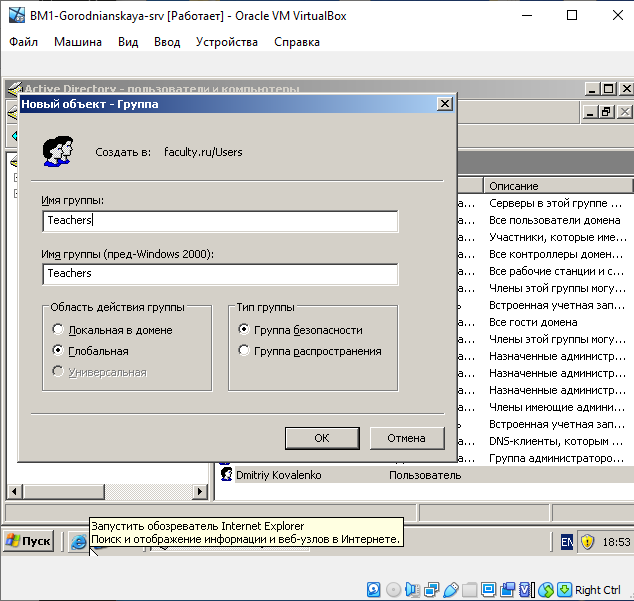 BM1-Gorodnianskaya-srv [Работает] - Oracle VM VirtualBox
Файл Машина Вид Ввод Устройства Справка
Active Directory - пользователи и компьютеры
Новый объект - Группа
Создать в: faculty.ru/Users
Имя группы:
Teachers
Имя группы (пред-Windows 2000):
Teachers
Область действия группы
Локальная в домене
Глобальная
Универсальная
Тип группы
Группа безопасности
Группа распространения
ОК Отмена
Описание
а... Серверы в этой группе ...
а... Все пользователи домена
а... Участники, которые име...
а... Все контроллеры домен...
а... Все рабочие станции и с...
а... Члены этой группы могу...
Встроенная учетная зап...
а... Все гости домена
а... Члены этой группы могу...
а... Назначенные администр...
а... Назначенные администр...
а... Назначенные администр...
а... Члены имеющие админи...
Встроенная учетная зап...
а... DNS-клиенты, которым ...
а... Группа администраторо...
Dmitriy Kovalenko Пользователь
Запустить обозреватель Internet Explorer
Поиск и отображение информации и веб-узлов в Интернете.
Пуск
EN
18:53
Right Ctrl